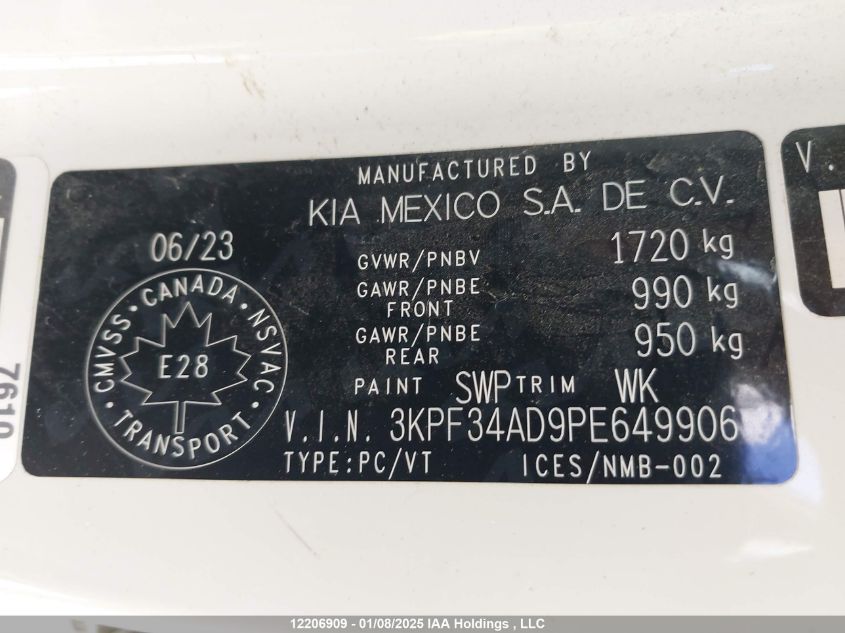 MANUFACTURED BY
KIA MEXICO S.A. DE C.V.
06/23
GVWR/PNBV 1720 kg
GAWR/PNBE FRONT 990 kg
GAWR/PNBE REAR 950 kg
PAINT SWP TRIM WK
V.I.N. 3KPF34AD9PE649906
TYPE:PC/VT ICES/NMB-002
CMVSS • CANADA • NSVAC
E28
• TRANSPORT •
7610
V.
12206909 - 01/08/2025 IAA Holdings , LLC